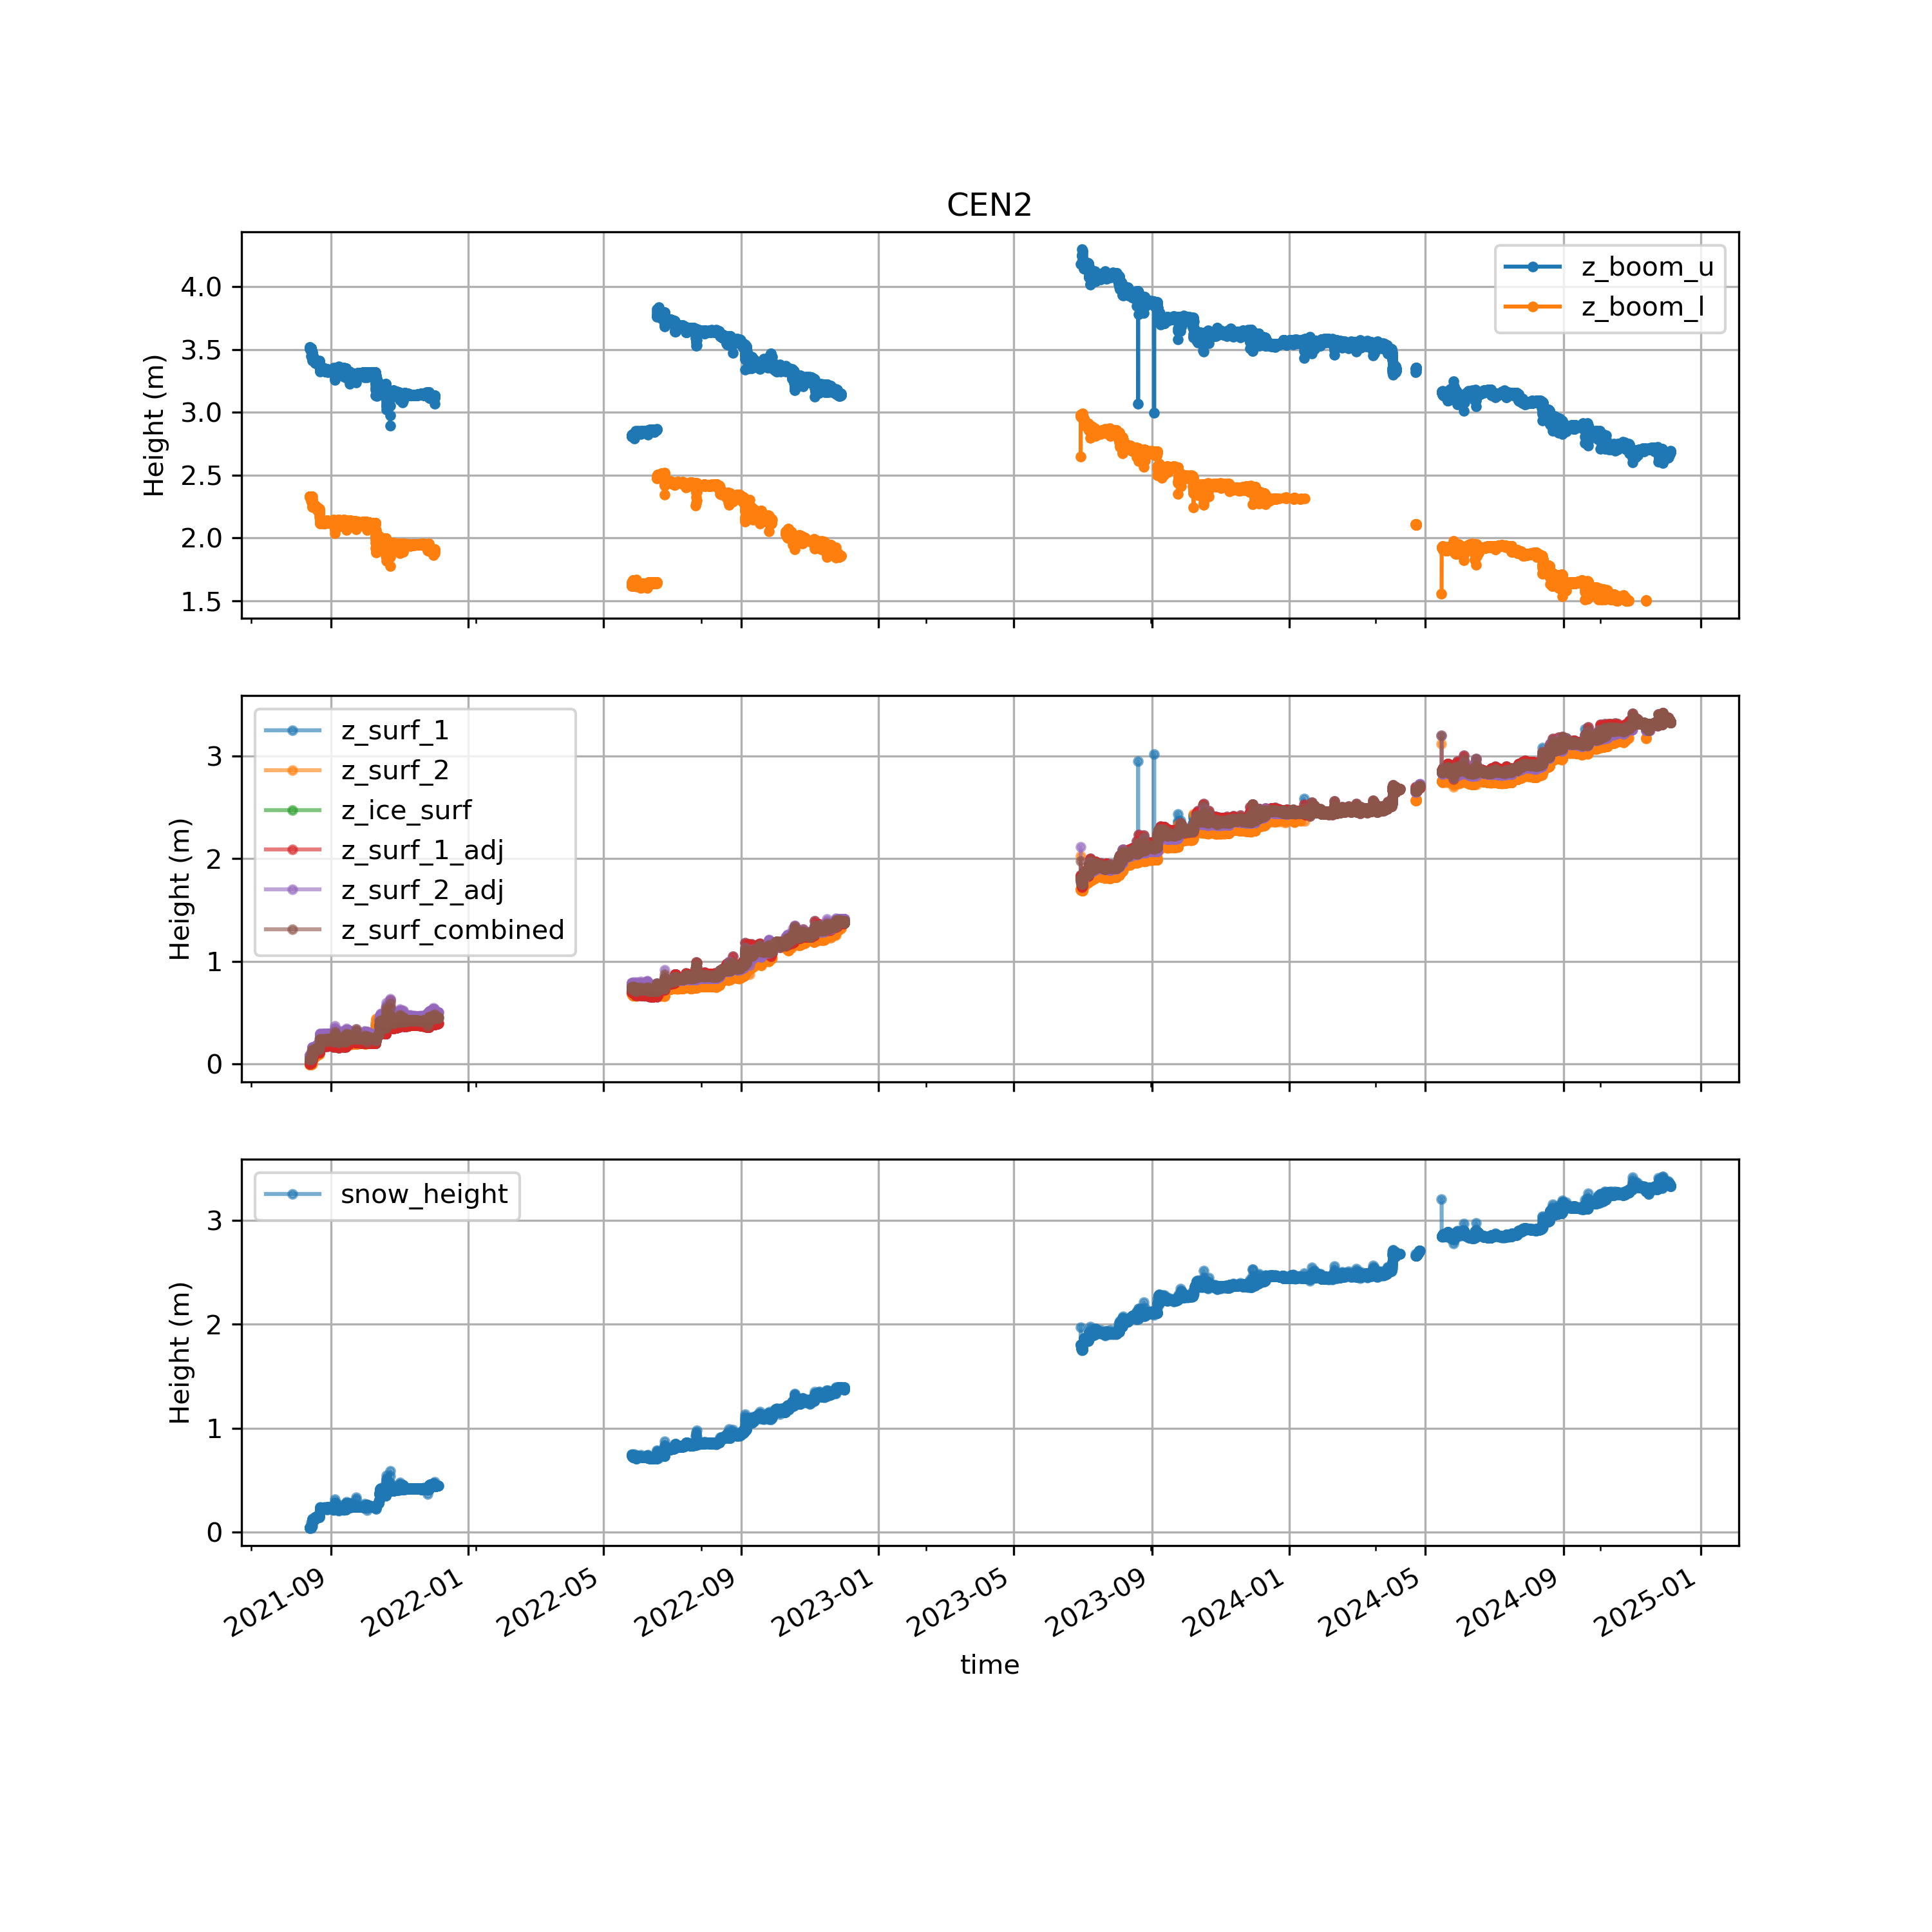 CEN2
Height (m)
4.0
3.5
3.0
2.5
2.0
1.5
z_boom_u
z_boom_l
Height (m)
3
2
1
0
z_surf_1
z_surf_2
z_ice_surf
z_surf_1_adj
z_surf_2_adj
z_surf_combined
Height (m)
3
2
1
0
snow_height
2021-09
2022-01
2022-05
2022-09
2023-01
2023-05
2023-09
2024-01
2024-05
2024-09
2025-01
time